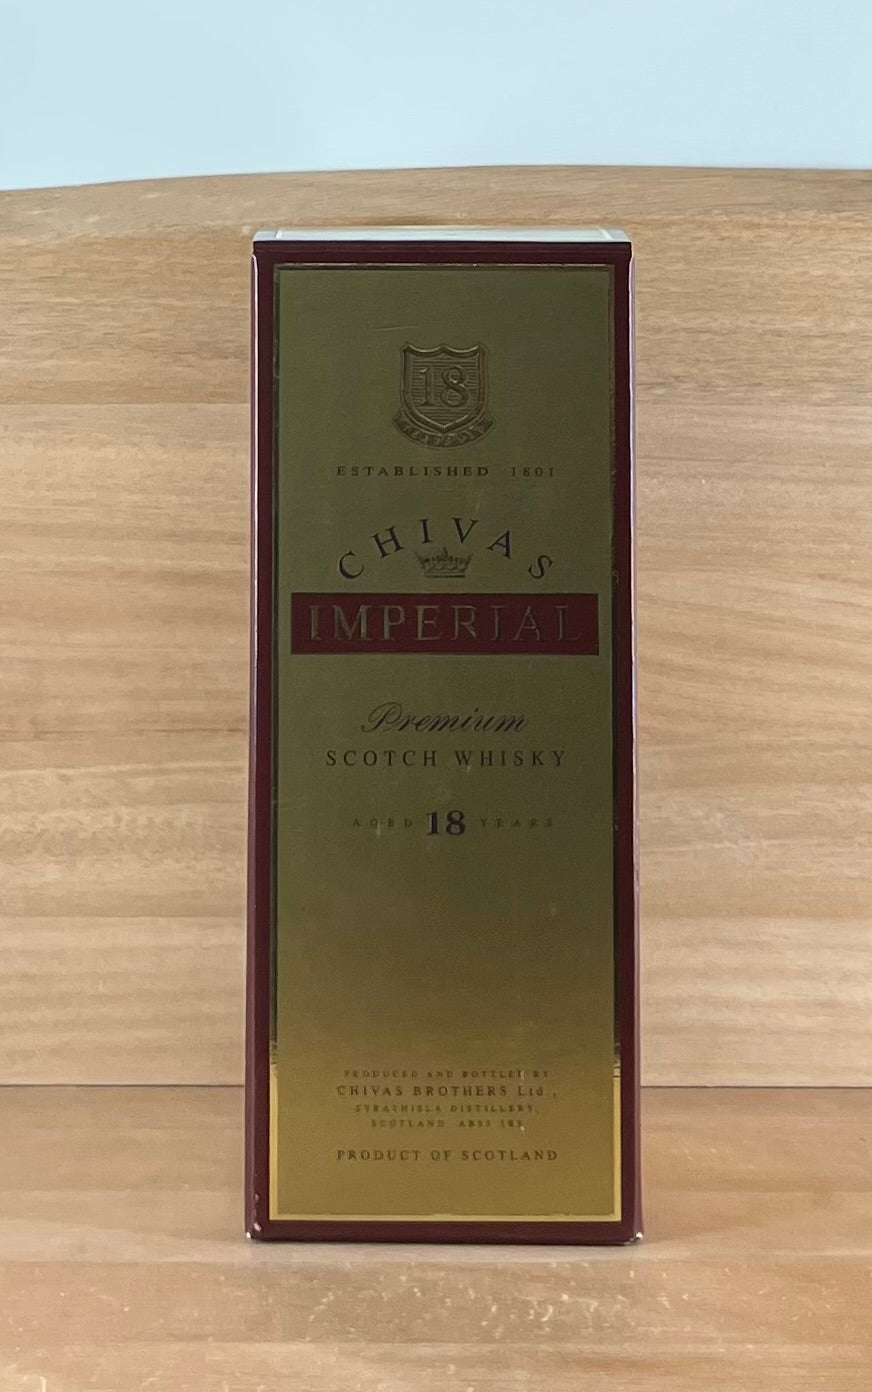 18
ESTABLISHED 1801
CHIVAS
IMPERIAL
Premium
SCOTCH WHISKY
AGED 18 YEARS
PRODUCED AND BOTTLED BY
CHIVAS BROTHERS Ltd.,
STRATHISLA DISTILLERY,
SCOTLAND AB55
PRODUCT OF SCOTLAND